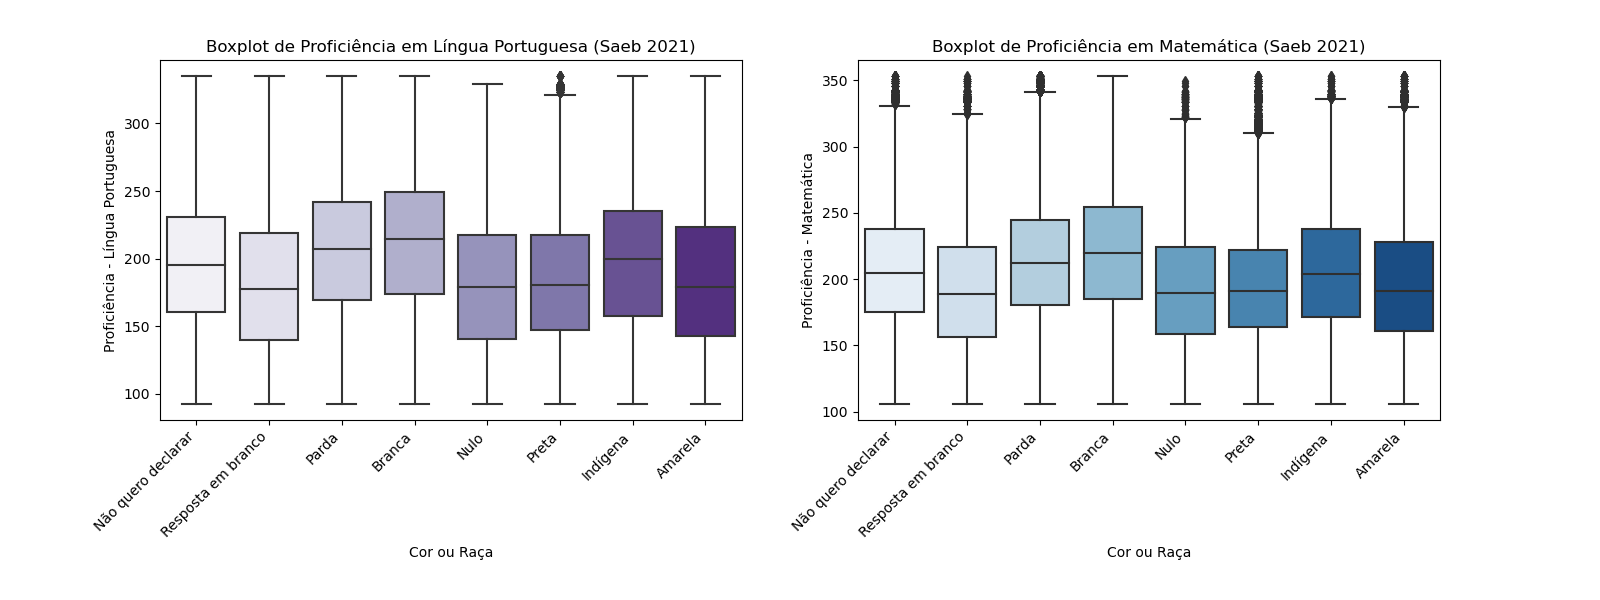 Boxplot de Proficiência em Língua Portuguesa (Saeb 2021)
Proficiência - Língua Portuguesa
300
250
200
150
100
Não quero declarar
Resposta em branco
Parda
Branca
Nulo
Preta
Indígena
Amarela
Cor ou Raça
Boxplot de Proficiência em Matemática (Saeb 2021)
Proficiência - Matemática
350
300
250
200
150
100
Não quero declarar
Resposta em branco
Parda
Branca
Nulo
Preta
Indígena
Amarela
Cor ou Raça